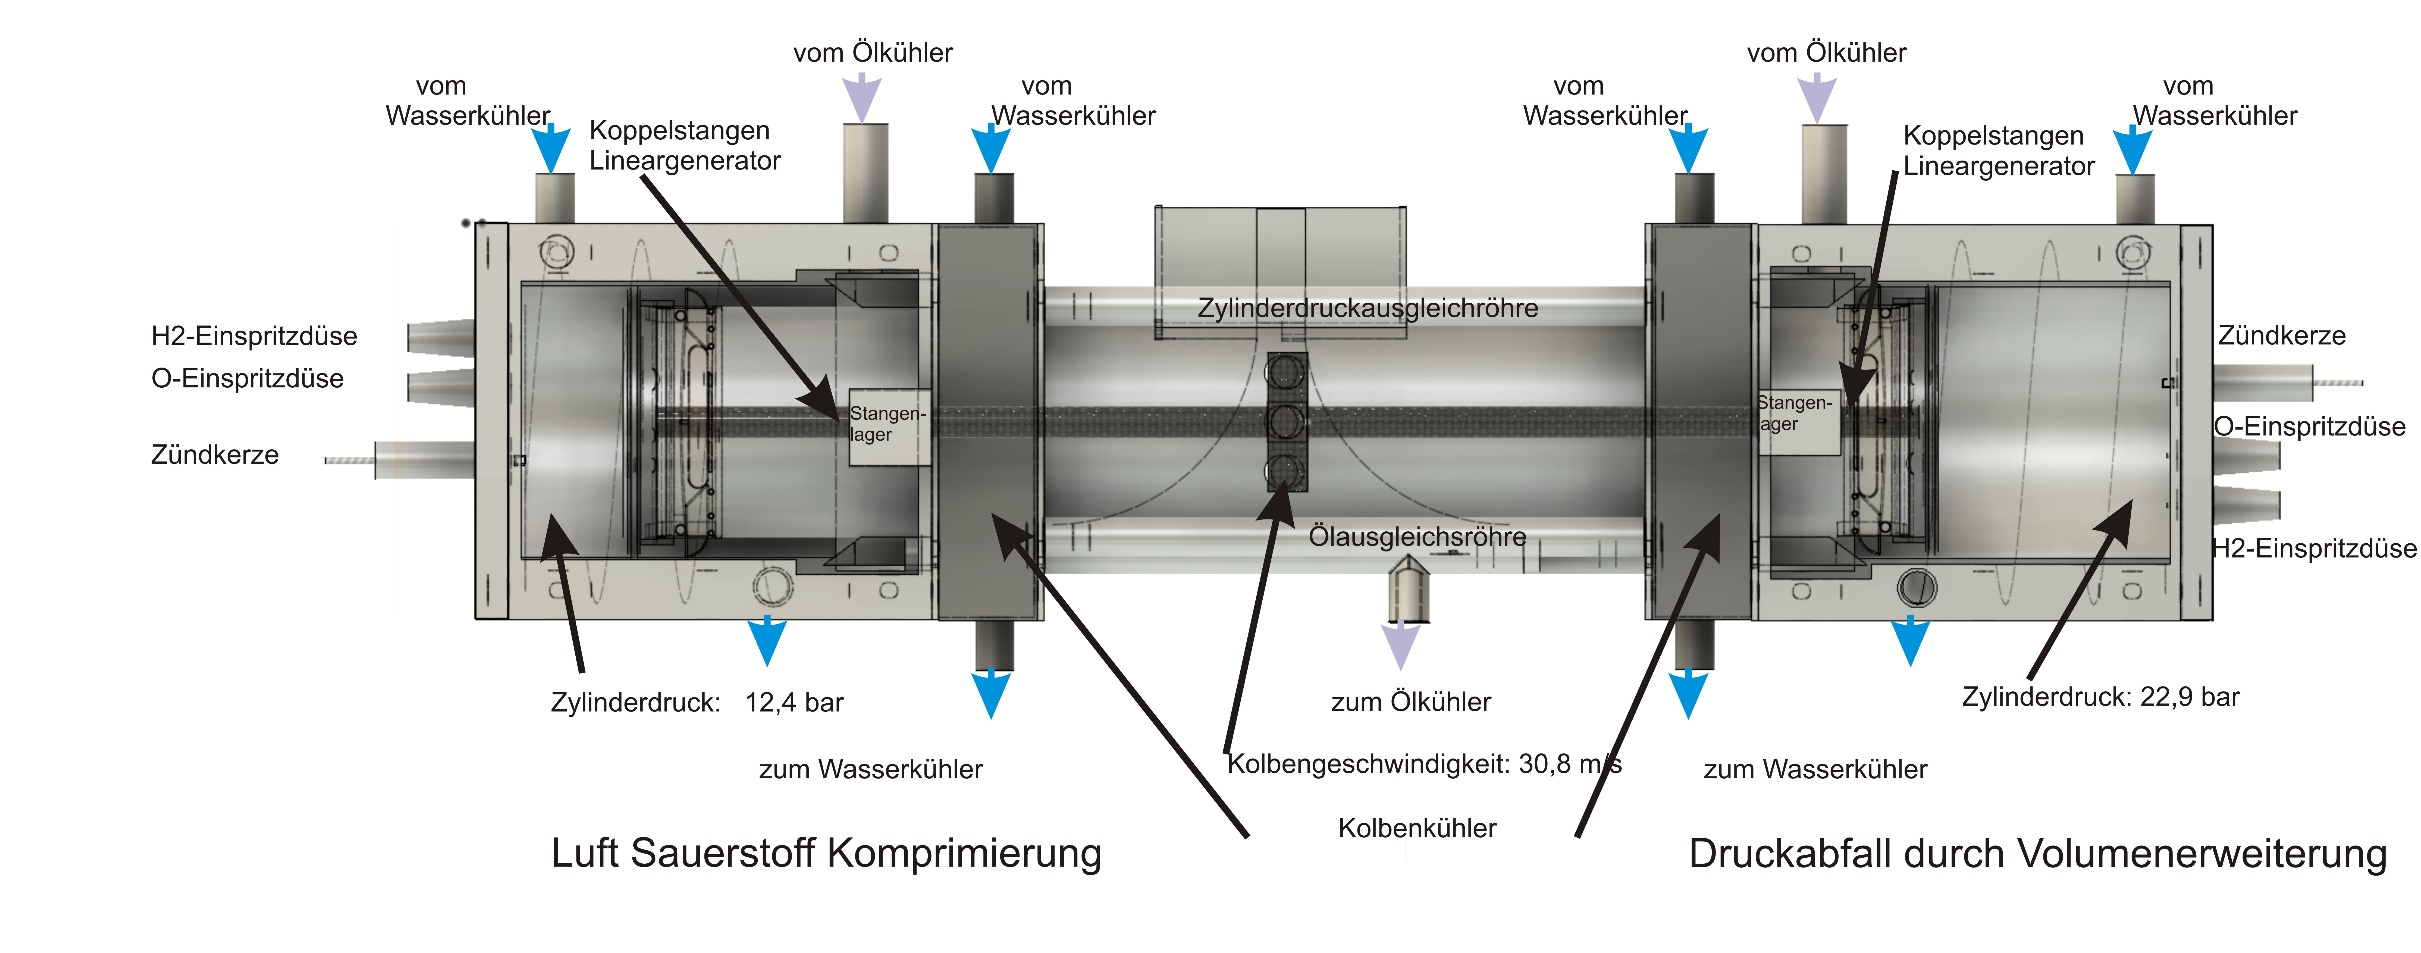 vom Ölkühler
vom Ölkühler
vom
Wasserkühler
vom
Wasserkühler
vom
Wasserkühler
vom
Wasserkühler
Koppelstangen
Lineargenerator
Koppelstangen
Lineargenerator
Zylinderdruckausgleichröhre
H2-Einspritzdüse
O-Einspritzdüse
Zündkerze
Stangen-
lager
Stangen-
lager
Zündkerze
O-Einspritzdüse
H2-Einspritzdüse
Ölausgleichsröhre
Zylinderdruck: 12,4 bar
zum Ölkühler
Zylinderdruck: 22,9 bar
zum Wasserkühler
Kolbengeschwindigkeit: 30,8 m/s
zum Wasserkühler
Kolbenkühler
Luft Sauerstoff Komprimierung
Druckabfall durch Volumenerweiterung